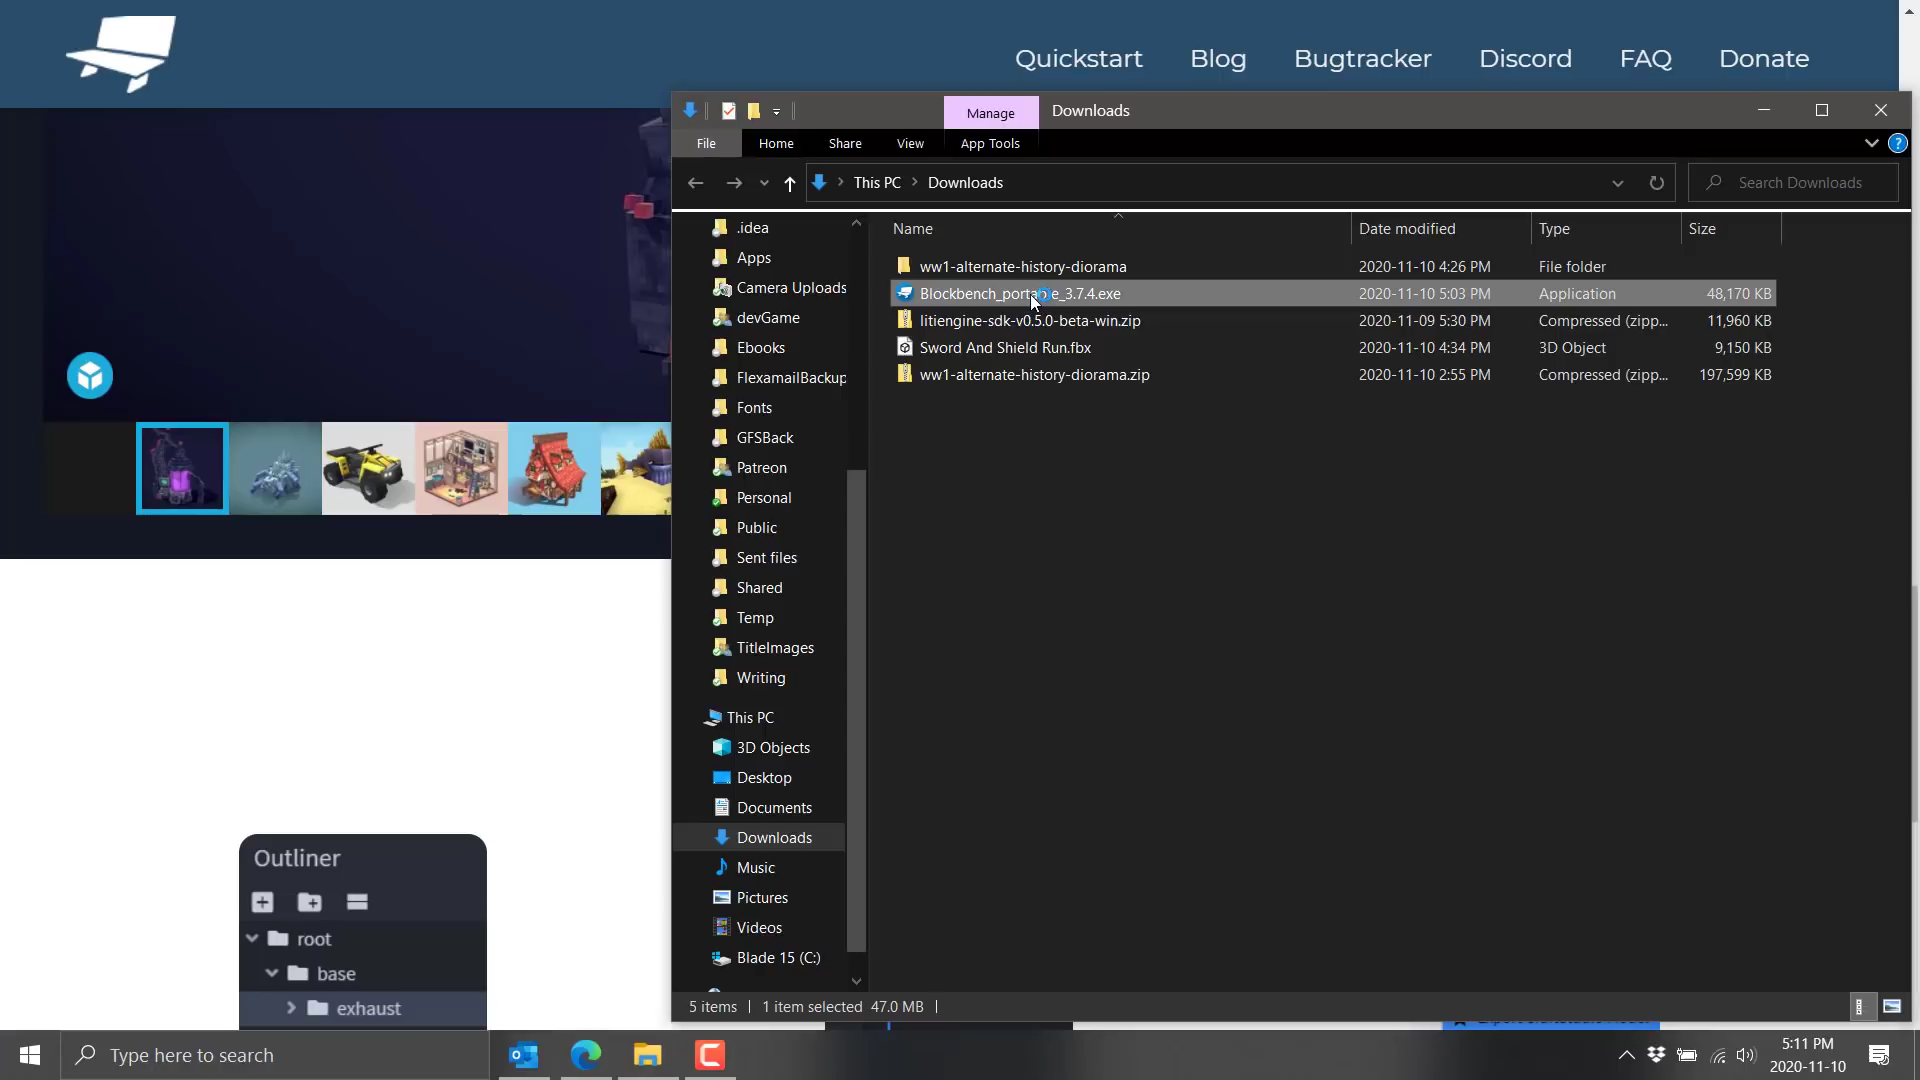 Quickstart Blog Bugtracker Discord FAQ Donate
Manage Downloads
File Home Share View App Tools
This PC Downloads Search Downloads
Name Date modified Type Size
ww1-alternate-history-diorama 2020-11-10 4:26 PM File folder
Blockbench_portable_3.7.4.exe 2020-11-10 5:03 PM Application 48,170 KB
litiengine-sdk-v0.5.0-beta-win.zip 2020-11-09 5:30 PM Compressed (zipp... 11,960 KB
Sword And Shield Run.fbx 2020-11-10 4:34 PM 3D Object 9,150 KB
ww1-alternate-history-diorama.zip 2020-11-10 2:55 PM Compressed (zipp... 197,599 KB
.idea
Apps
Camera Uploads
devGame
Ebooks
FlexamailBackup
Fonts
GFSBack
Patreon
Personal
Public
Sent files
Shared
Temp
TitleImages
Writing
This PC
3D Objects
Desktop
Documents
Downloads
Music
Pictures
Videos
Blade 15 (C:)
5 items 1 item selected 47.0 MB
Outliner
root
base
exhaust
Type here to search
5:11 PM
2020-11-10